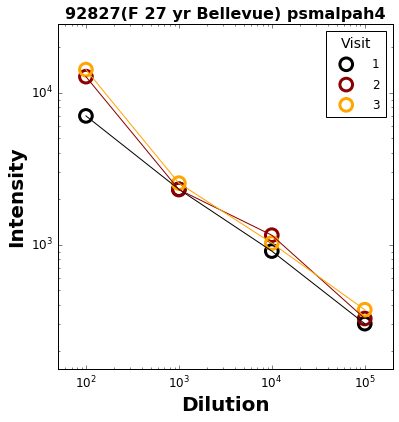 92827(F 27 yr Bellevue) psmalpah4
Visit
1
2
3
Intensity
10^4
10^3
10^2 10^3 10^4 10^5
Dilution